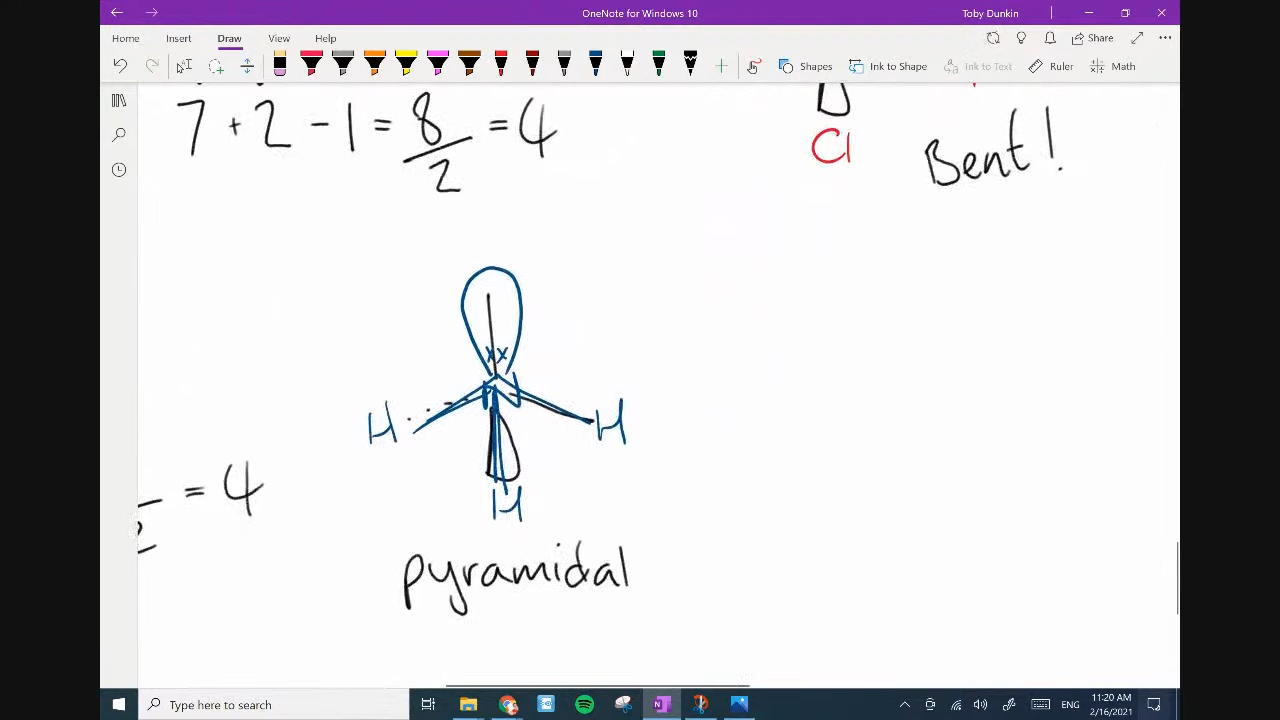 OneNote for Windows 10
Toby Dunkin
Home Insert Draw View Help
Share
Shapes Ink to Shape Ink to Text Ruler Math
7 + 2 - 1 = 8/2 = 4
Cl
Bent!
xx
N
H H
H
2 = 4
pyramidal
Type here to search
11:20 AM
2/16/2021